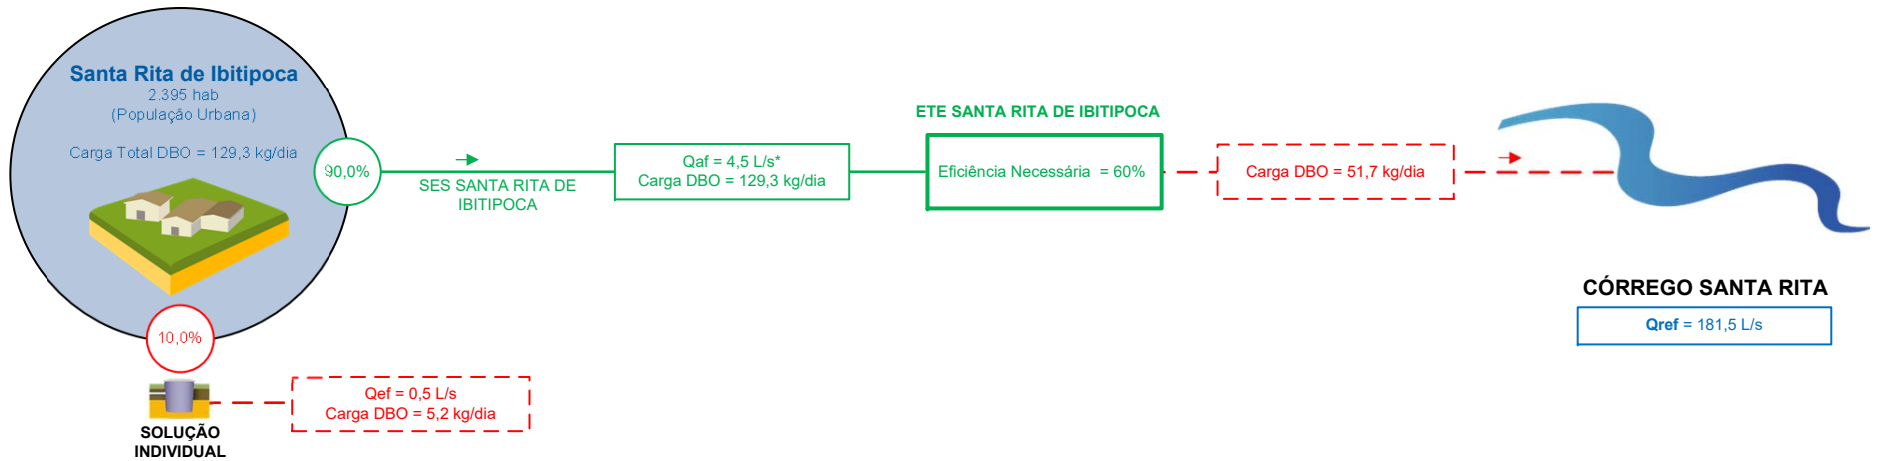 Santa Rita de Ibitipoca
2.395 hab
(População Urbana)
Carga Total DBO = 129,3 kg/dia
90,0%
SES SANTA RITA DE
IBITIPOCA
Qaf = 4,5 L/s*
Carga DBO = 129,3 kg/dia
ETE SANTA RITA DE IBITIPOCA
Eficiência Necessária = 60%
Carga DBO = 51,7 kg/dia
CÓRREGO SANTA RITA
Qref = 181,5 L/s
10,0%
Qef = 0,5 L/s
Carga DBO = 5,2 kg/dia
SOLUÇÃO
INDIVIDUAL